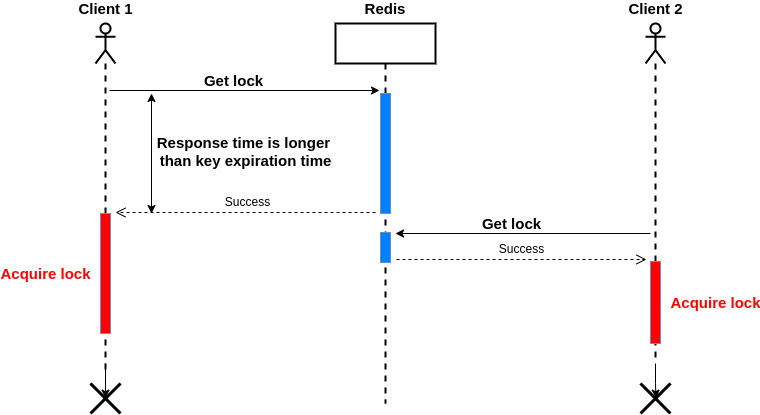 Client 1
Redis
Client 2
Get lock
Response time is longer
than key expiration time
Success
Get lock
Success
Acquire lock
Acquire lock